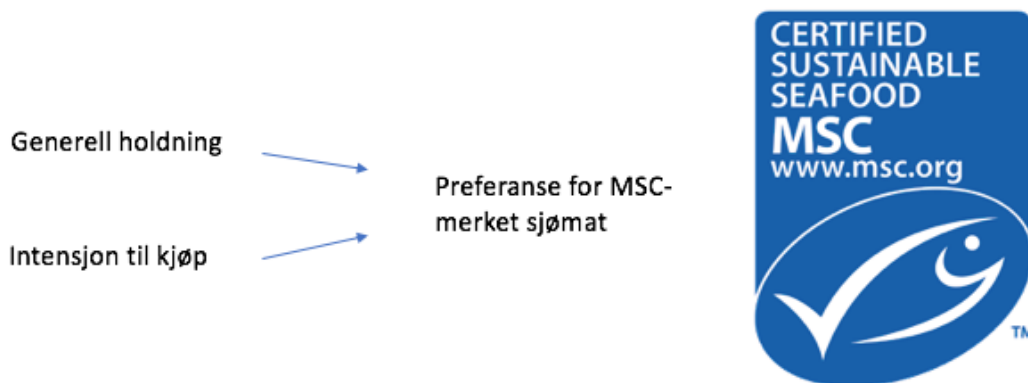 Generell holdning
Intensjon til kjøp
Preferanse for MSC-
merket sjømat
CERTIFIED
SUSTAINABLE
SEAFOOD
MSC
www.msc.org
TM